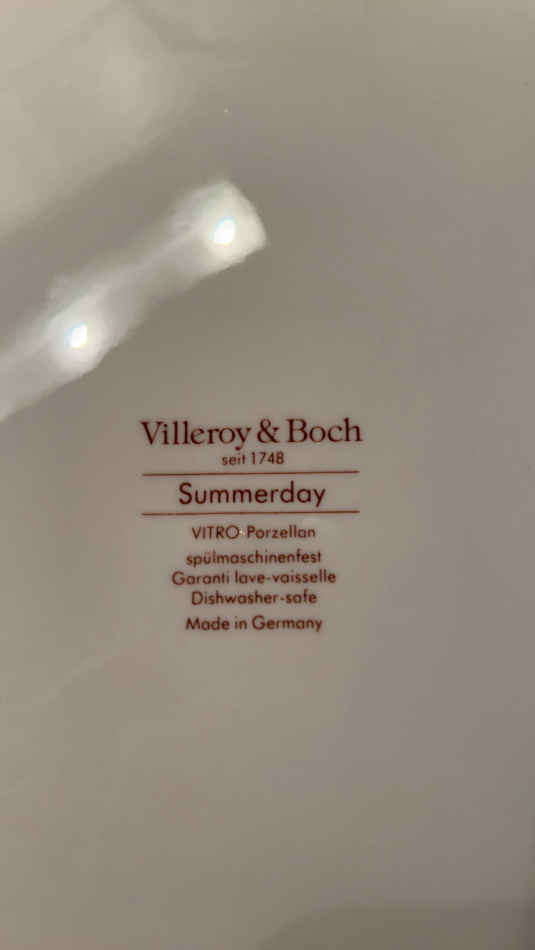 Villeroy & Boch
seit 1748
Summerday
VITRO-Porzellan
spülmaschinenfest
Garanti lave-vaisselle
Dishwasher-safe
Made in Germany